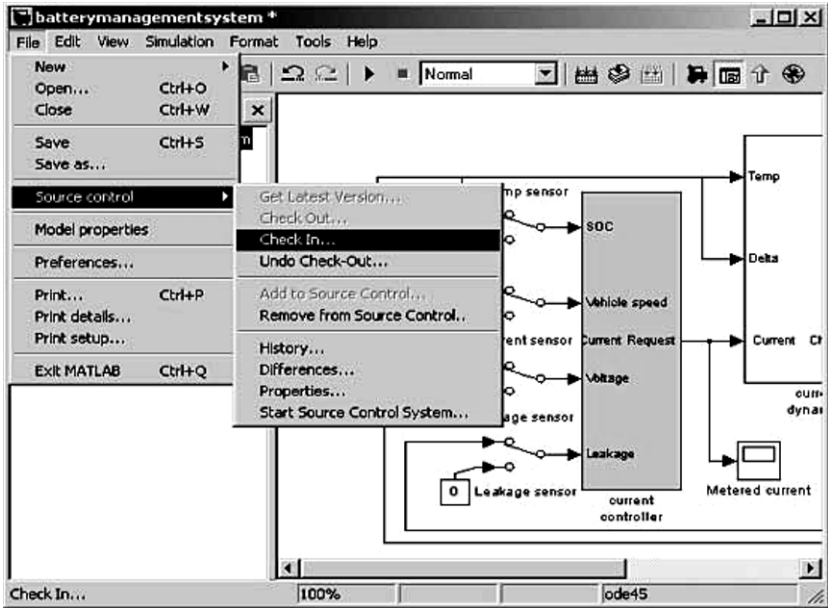 batterymanagementsystem *
File Edit View Simulation Format Tools Help
Normal
New
Open... Ctrl+O
Close Ctrl+W
Save Ctrl+S
Save as...
Source control
Model properties
Preferences...
Print... Ctrl+P
Print details...
Print setup...
Exit MATLAB Ctrl+Q
Get Latest Version...
Check Out...
Check In...
Undo Check-Out...
Add to Source Control...
Remove from Source Control..
History...
Differences...
Properties...
Start Source Control System...
sensor
SOC
Vehicle speed
sensor
Current Request
Voltage
sensor
Leakage
0
Leakage sensor
current
controller
Temp
Delta
Current
Metered current
Check In...
100%
ode45